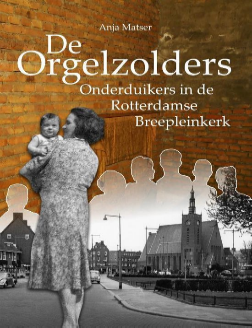 Anja Matser
De
Orgelzolders
Onderduikers in de
Rotterdamse
Breepleinkerk